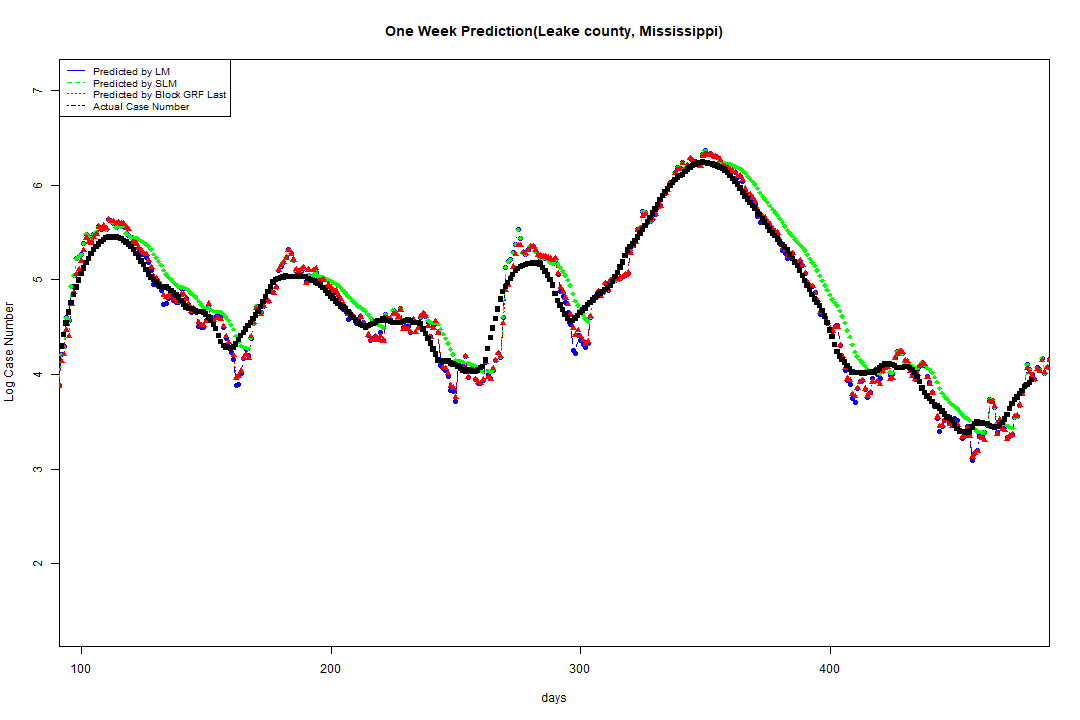 One Week Prediction(Leake county, Mississippi)
Predicted by LM
Predicted by SLM
Predicted by Block GRF Last
Actual Case Number
7
6
5
4
3
2
Log Case Number
100
200
300
400
days